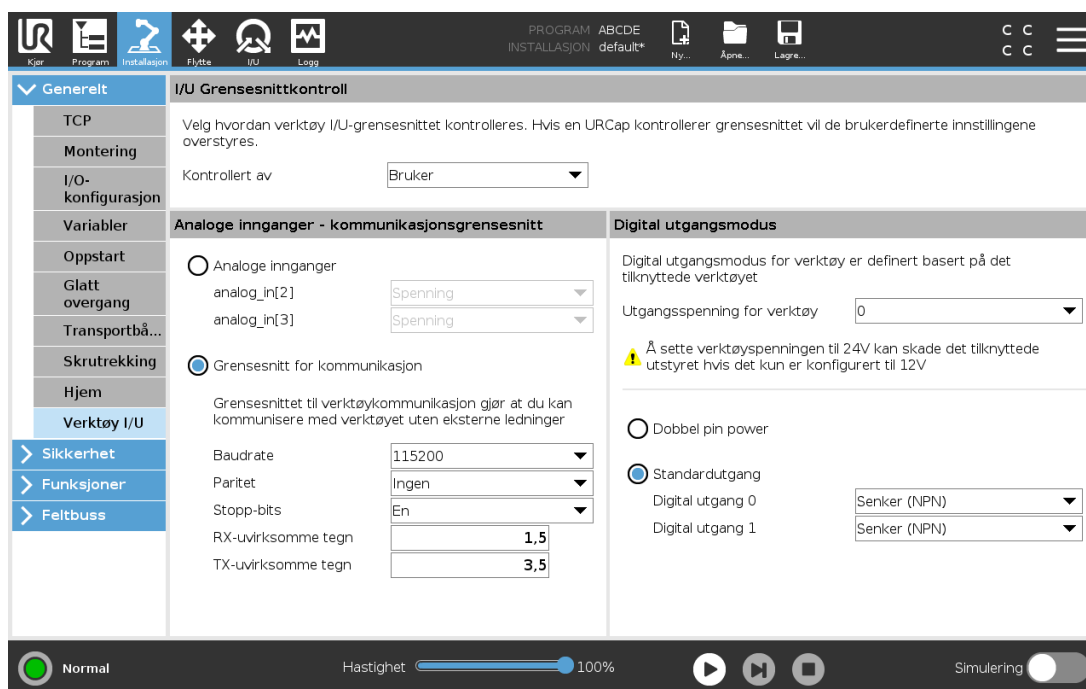 UR
PROGRAM ABCDE
INSTALLASJON default*
C C
C C
Kjør Program Installasjon Flytte I/U Logg Ny... Åpne... Lagre...
Generelt
TCP
Montering
I/O-
konfigurasjon
Variabler
Oppstart
Glatt
overgang
Transportbå...
Skrutrekking
Hjem
Verktøy I/U
Sikkerhet
Funksjoner
Feltbuss
I/U Grensesnittkontroll
Velg hvordan verktøy I/U-grensesnittet kontrolleres. Hvis en URCap kontrollerer grensesnittet vil de brukerdefinerte innstillingene
overstyres.
Kontrollert av Bruker
Analoge innganger - kommunikasjonsgrensesnitt
Analoge innganger
analog_in[2] Spenning
analog_in[3] Spenning
Grensesnitt for kommunikasjon
Grensesnittet til verktøykommunikasjon gjør at du kan
kommunisere med verktøyet uten eksterne ledninger
Baudrate 115200
Paritet Ingen
Stopp-bits En
RX-uvirksomme tegn 1,5
TX-uvirksomme tegn 3,5
Digital utgangsmodus
Digital utgangsmodus for verktøy er definert basert på det
tilknyttede verktøyet
Utgangsspenning for verktøy 0
Å sette verktøyspenningen til 24V kan skade det tilknyttede
utstyret hvis det kun er konfigurert til 12V
Dobbel pin power
Standardutgang
Digital utgang 0 Senker (NPN)
Digital utgang 1 Senker (NPN)
Normal Hastighet 100% Simulering